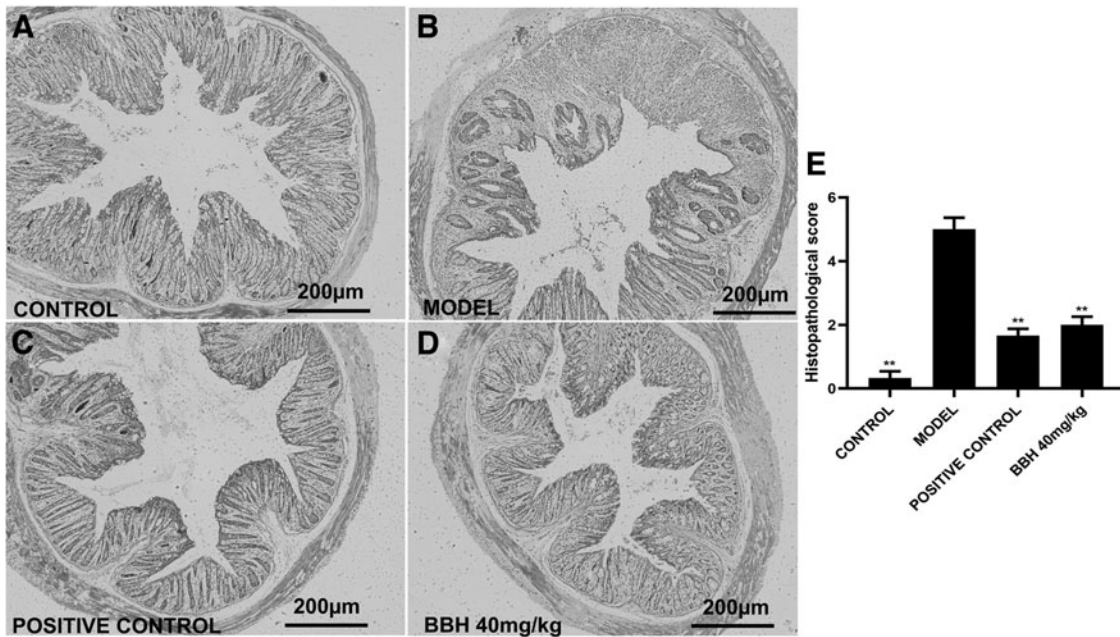 A
CONTROL
200µm
B
MODEL
200µm
C
POSITIVE CONTROL
200µm
D
BBH 40mg/kg
200µm
E
Histopathological score
6
4
2
0
**
**
**
CONTROL
MODEL
POSITIVE CONTROL
BBH 40mg/kg